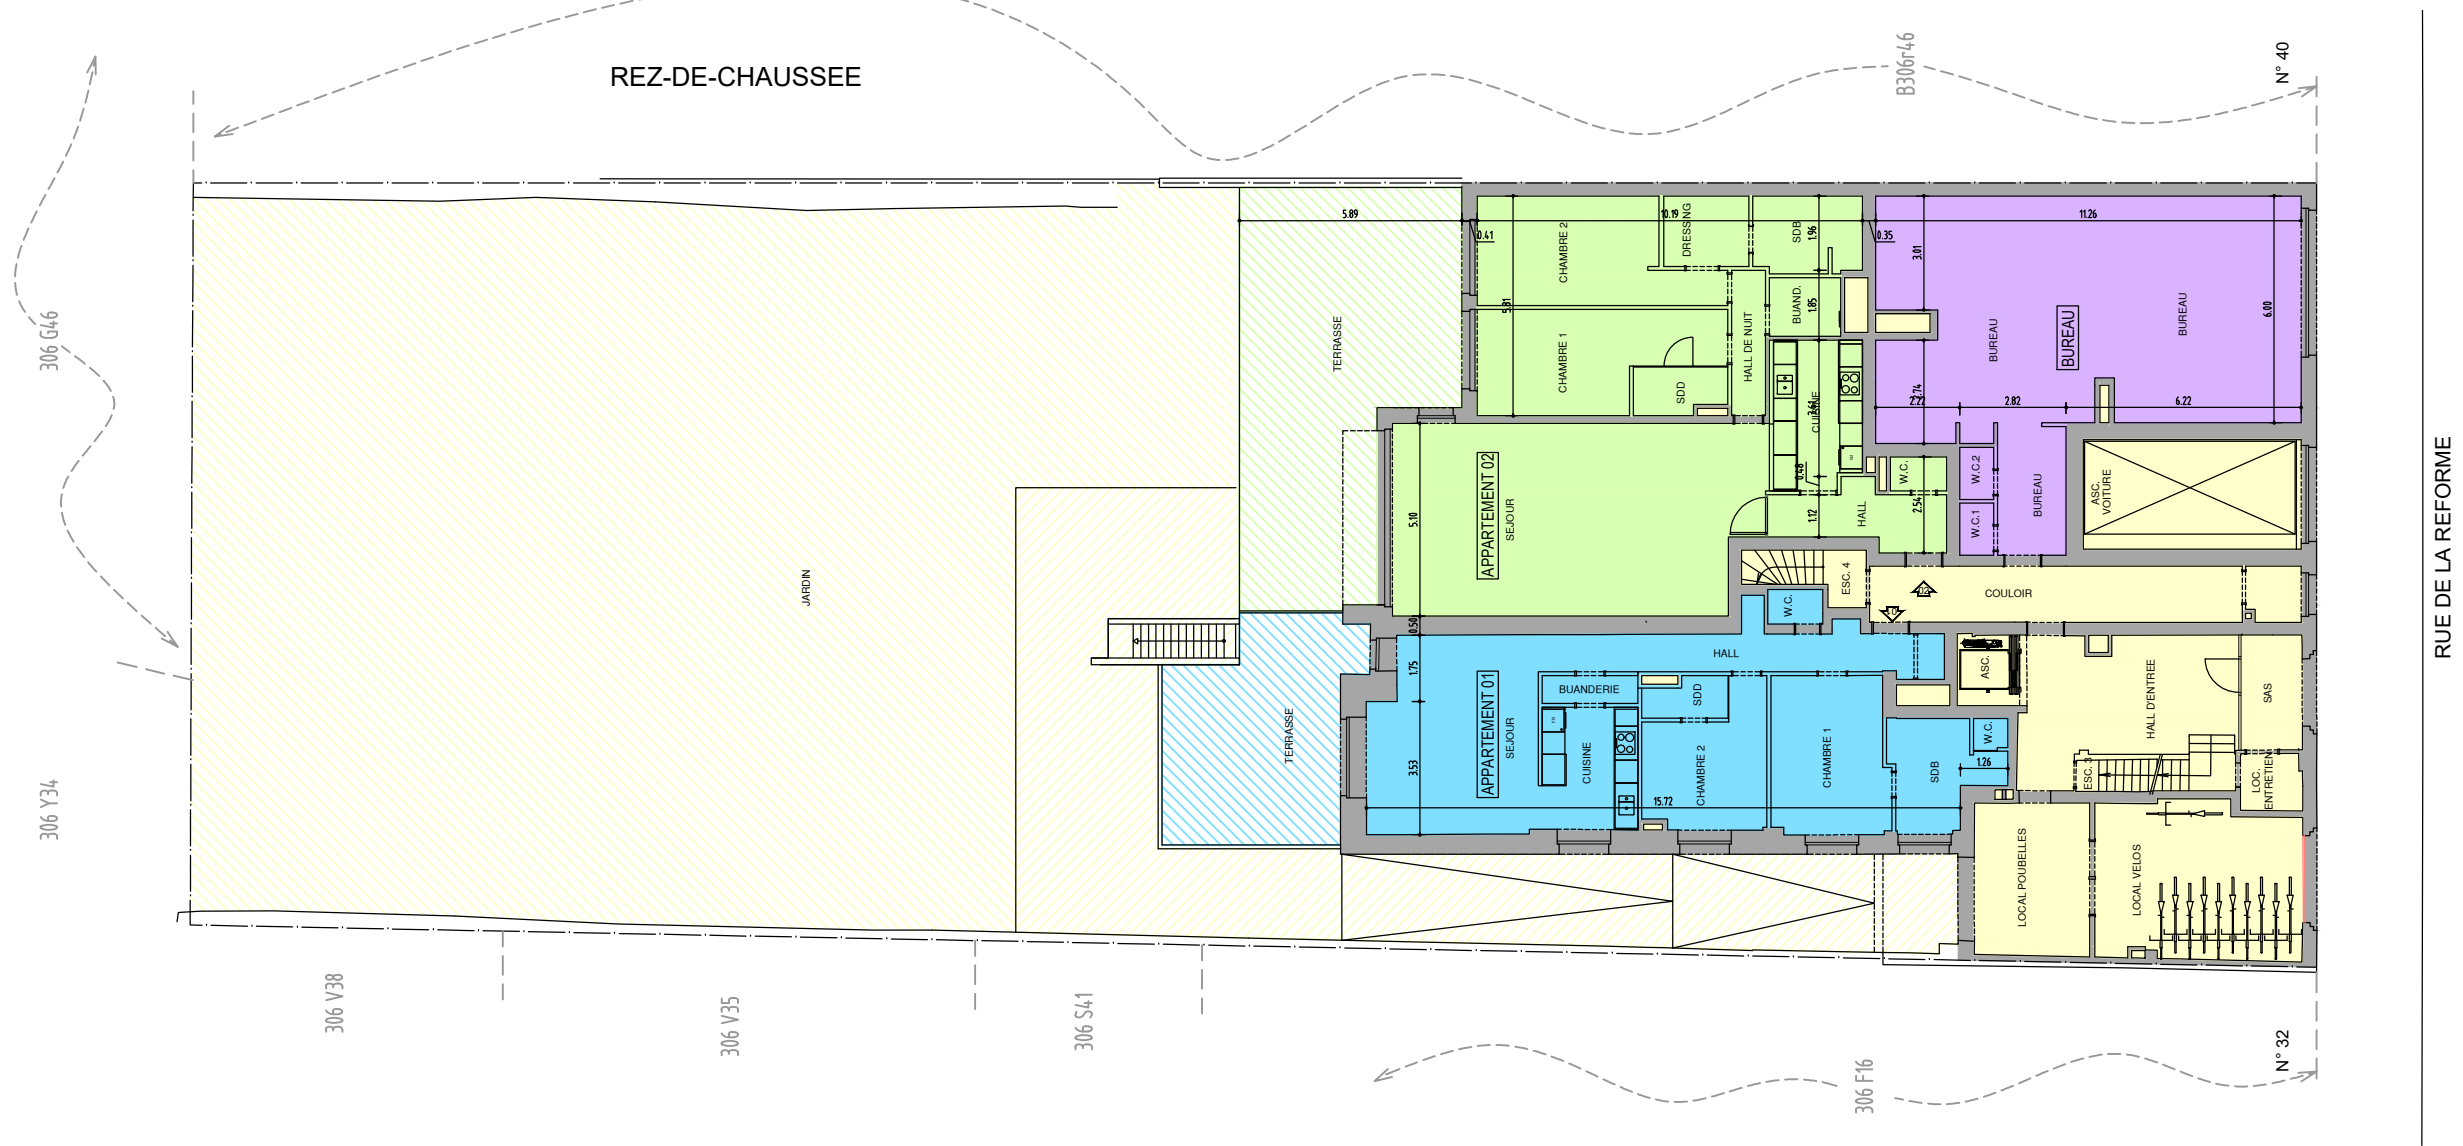 REZ-DE-CHAUSSEE
N° 40
B306r46
306 G46
306 Y34
306 V38
306 V35
306 S41
306 F16
N° 32
RUE DE LA REFORME
JARDIN
TERRASSE
5.89
0.41
10.19
0.35
11.26
CHAMBRE 2
DRESSING
SDB
1.96
3.01
5.81
CHAMBRE 1
SDD
HALL DE NUIT
BUAND.
1.85
CUISINE
BUREAU
BUREAU
BUREAU
6.00
2.22
2.82
6.22
APPARTEMENT 02
SEJOUR
5.10
0.48
1.12
HALL
W.C.
2.54
W.C.2
W.C.1
BUREAU
ASC.
VOITURE
ESC. 4
COULOIR
02
0.50
W.C.
HALL
1.75
TERRASSE
APPARTEMENT 01
SEJOUR
3.53
BUANDERIE
CUISINE
SDD
CHAMBRE 2
CHAMBRE 1
15.72
SDB
W.C.
1.26
ASC.
HALL D'ENTREE
SAS
ESC. 3
LOC.
ENTRETIEN
LOCAL POUBELLES
LOCAL VELOS